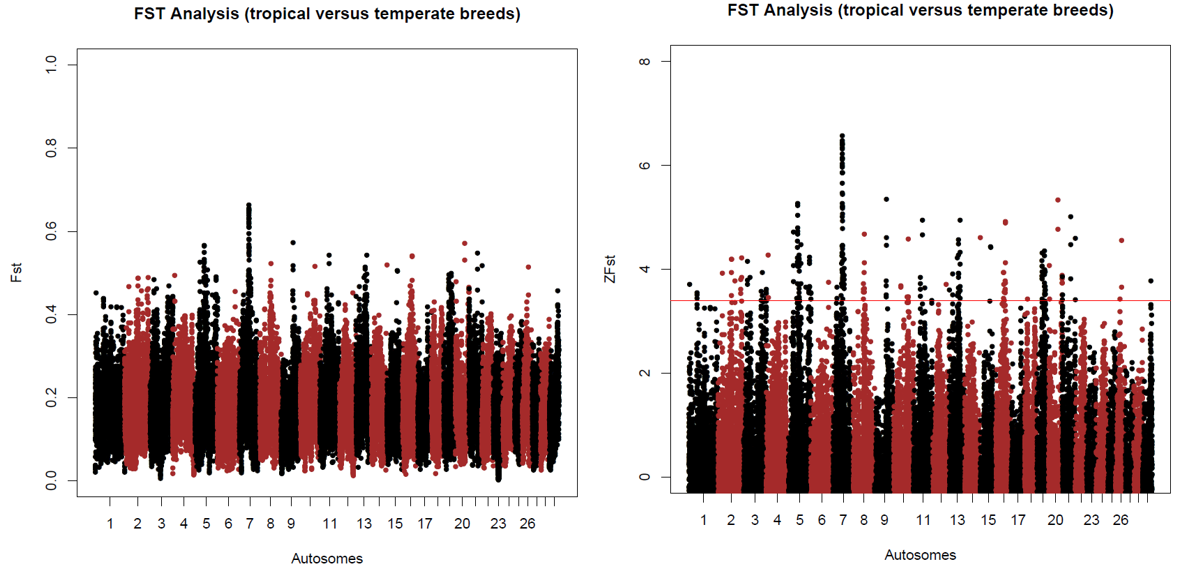 FST Analysis (tropical versus temperate breeds)
Fst
1.0
0.8
0.6
0.4
0.2
0.0
1 2 3 4 5 6 7 8 9 11 13 15 17 20 23 26
Autosomes
FST Analysis (tropical versus temperate breeds)
ZFst
8
6
4
2
0
1 2 3 4 5 6 7 8 9 11 13 15 17 20 23 26
Autosomes